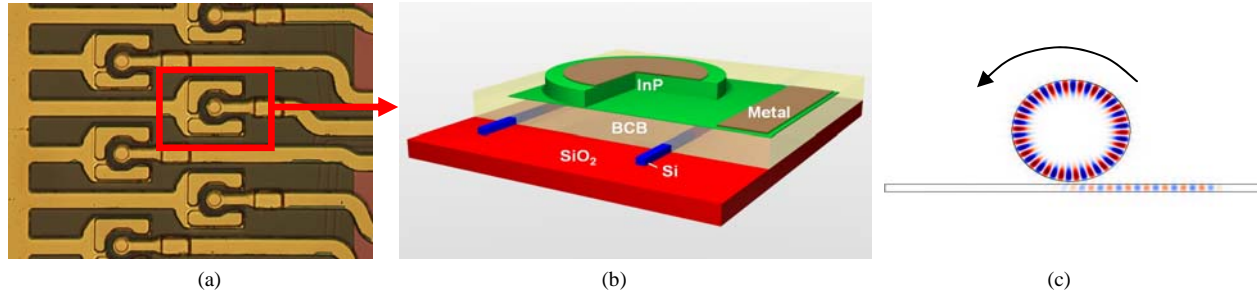 InP
Metal
BCB
SiO₂
Si
(a)
(b)
(c)